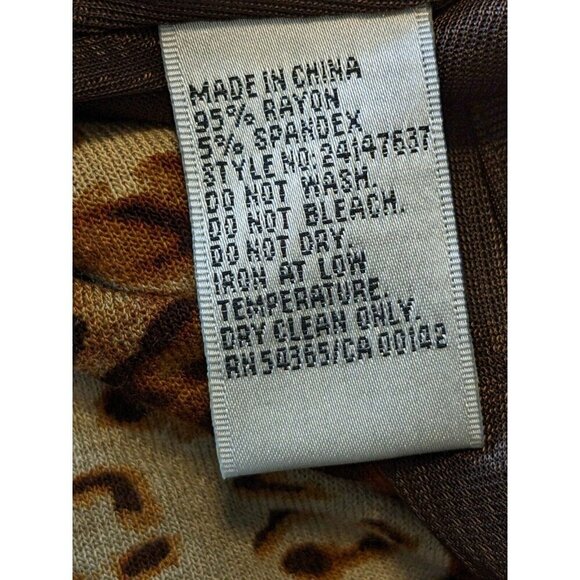 MADE IN CHINA
95% RAYON
5% SPANDEX
STYLE NO: 24147637
DO NOT WASH.
DO NOT BLEACH.
DO NOT DRY.
IRON AT LOW
TEMPERATURE.
DRY CLEAN ONLY.
RN 54365/CA 00142